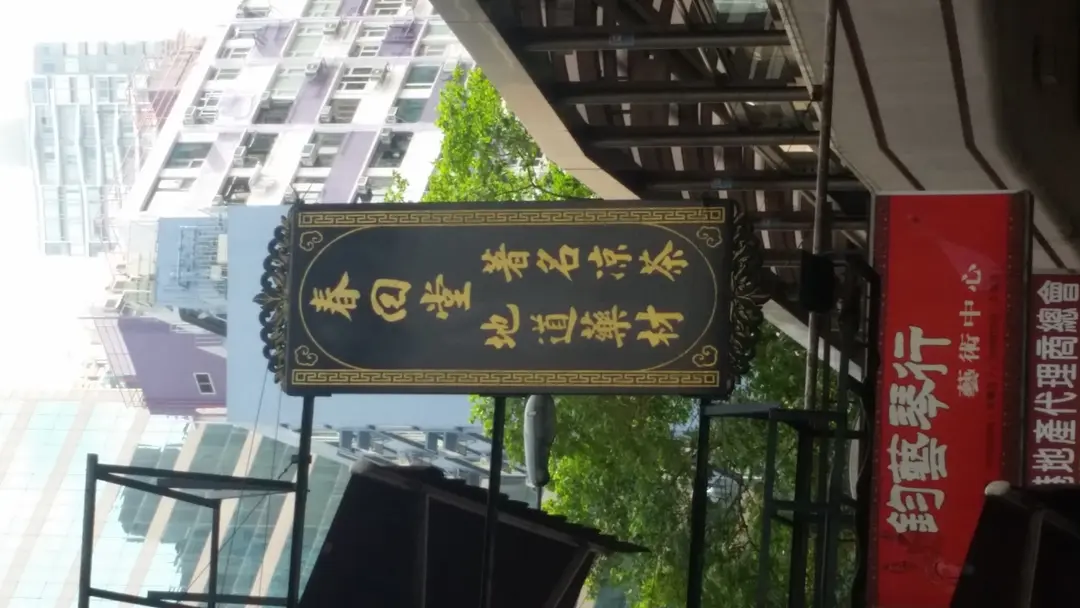 春回堂
著名凉茶
地道藥材
鈞藝琴行
藝術中心
地產代理商總會